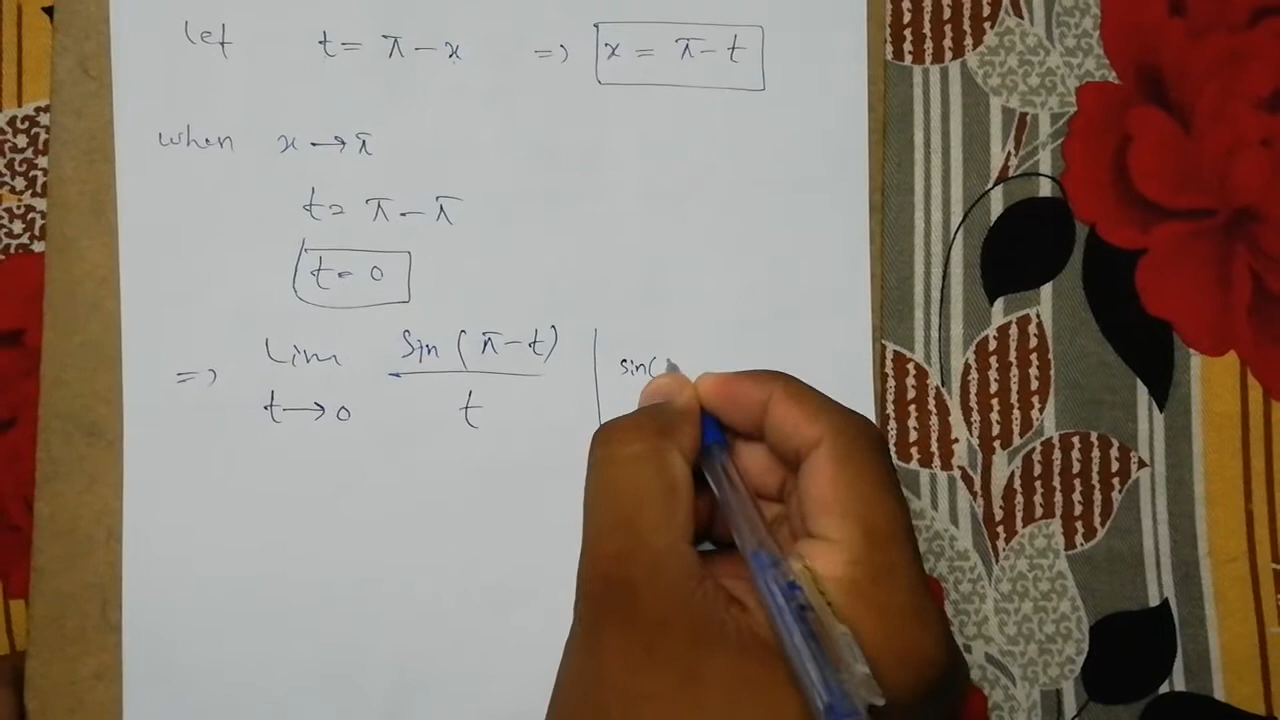 let t = π - x => x = π - t
when x → π
t = π - π
t = 0
=> Lim t→0 Sin (π - t) / t | sin(